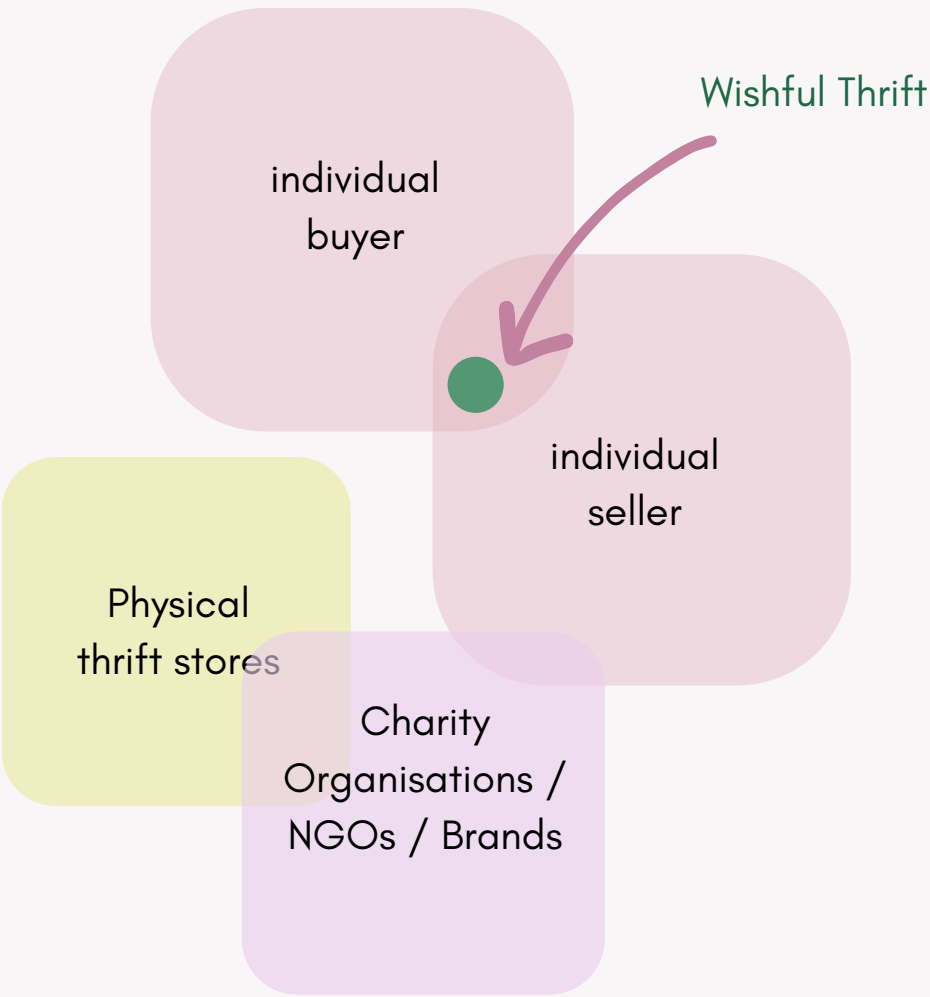 Wishful Thrift
individual
buyer
individual
seller
Physical
thrift stores
Charity
Organisations /
NGOs / Brands